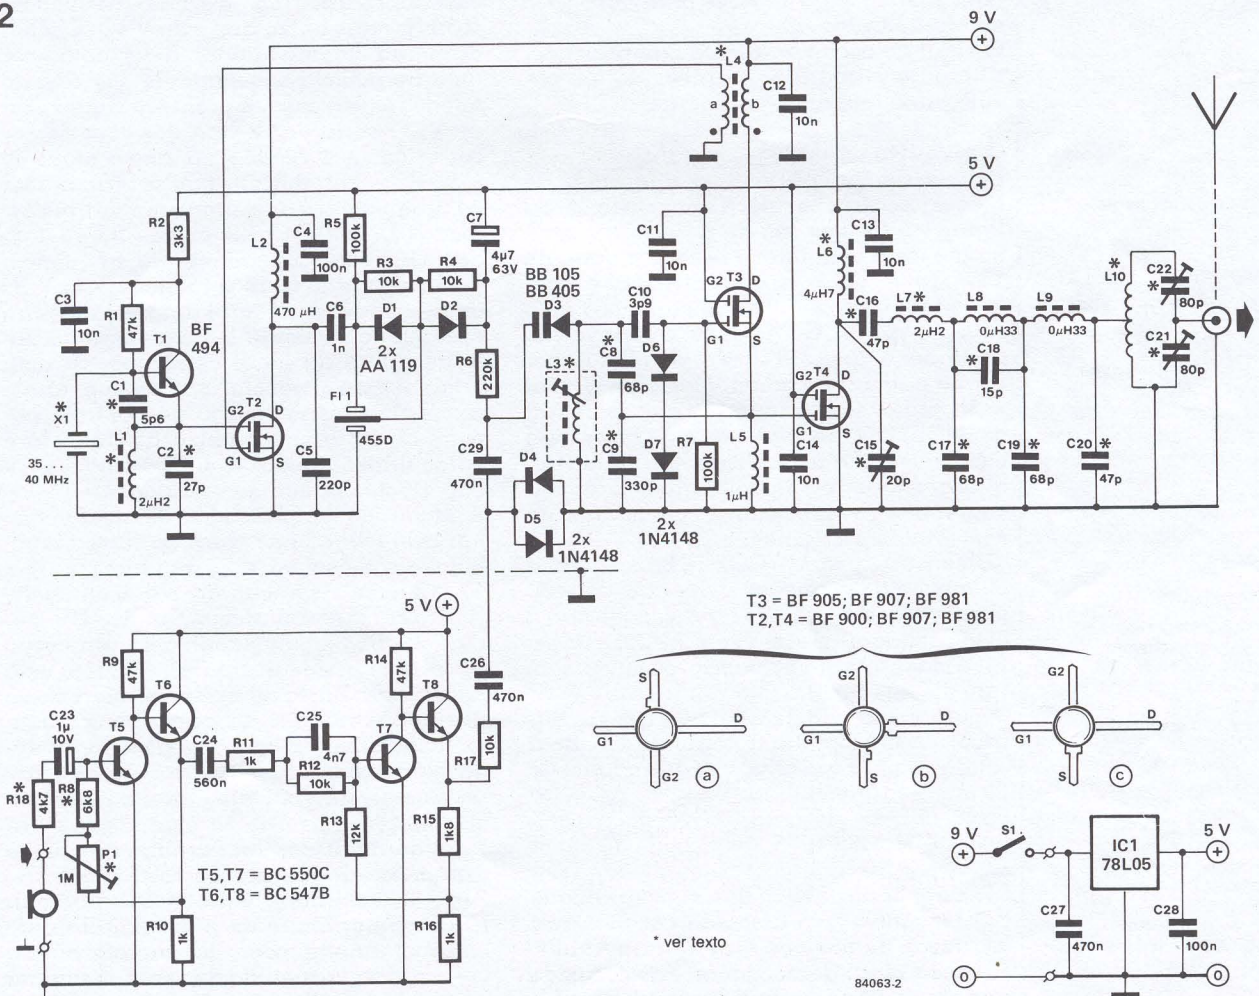 2
9 V
+
*
L4
a
b
C12
10n
5 V
+
R2
3k3
L2
C4
100n
470 µH
R5
100k
R3
10k
R4
10k
C7
4µ7
63V
C11
10n
BB 105
BB 405
D3
G2
T3
D
G1
S
*
L6
4µH7
C13
10n
C3
10n
R1
47k
BF
494
T1
C6
1n
D1
D2
2x
AA 119
R6
220k
C10
3p9
*
C8
68p
D6
L3*
*
C16
47p
L7*
2µH2
L8
0µH33
L9
0µH33
*
C18
15p
*
L10
C22
*
80p
C21
*
80p
*
X1
35...
40 MHz
C1
*
5p6
L1
*
2µH2
C2
*
27p
G2
T2
D
G1
S
C5
220p
Fl 1
455D
C29
470n
D4
D5
2x
1N4148
*
C9
330p
D7
R7
100k
2x
1N4148
L5
1µH
G2
T4
D
G1
S
C14
10n
C15
*
20p
C17
*
68p
C19
*
68p
C20
*
47p
5 V
+
T3 = BF 905; BF 907; BF 981
T2,T4 = BF 900; BF 907; BF 981
R9
47k
T6
R14
47k
T8
C26
470n
S
G1
D
G2
a
G2
G1
D
S
b
G2
G1
D
S
c
C23
1µ
10V
T5
C24
560n
R11
1k
C25
4n7
R12
10k
T7
R17
10k
*
R18
4k7
R8
*
6k8
P1
*
1M
R13
12k
R15
1k8
T5,T7 = BC 550C
T6,T8 = BC 547B
R10
1k
R16
1k
9 V
+
S1
IC1
78L05
5 V
+
C27
470n
C28
100n
0
0
* ver texto
84063-2